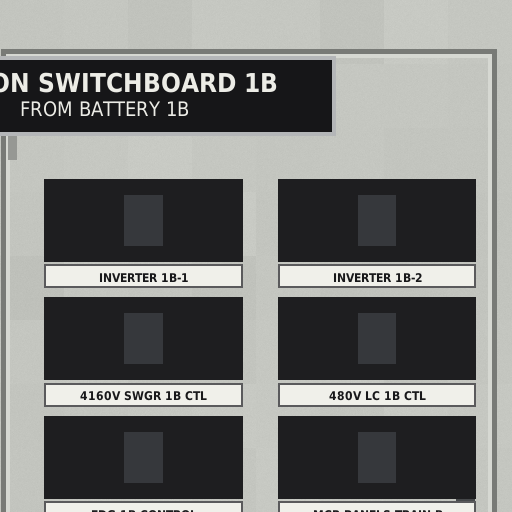 ON SWITCHBOARD 1B
FROM BATTERY 1B
INVERTER 1B-1
INVERTER 1B-2
4160V SWGR 1B CTL
480V LC 1B CTL